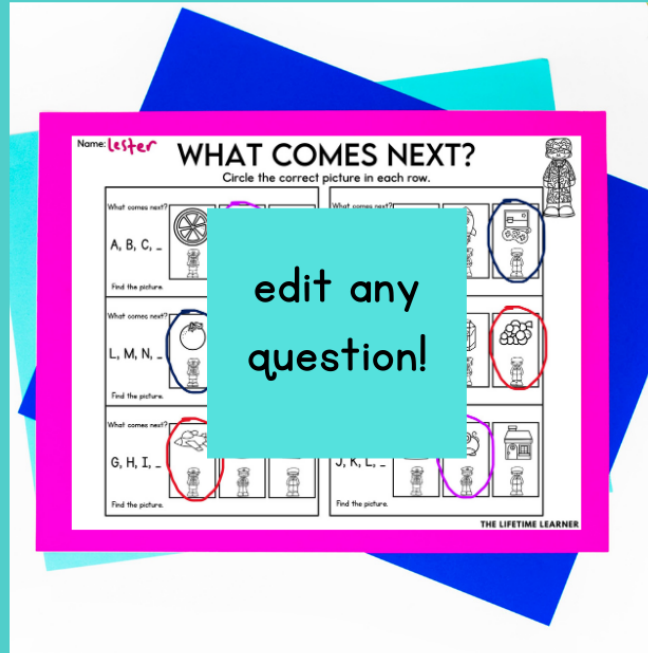 Name: Lester
WHAT COMES NEXT?
Circle the correct picture in each row.
What comes next?
A, B, C, _
Find the picture.
What comes next?
What comes next?
L, M, N, _
Find the picture.
What comes next?
G, H, I, _
Find the picture.
J, K, L, _
Find the picture.
edit any
question!
THE LIFETIME LEARNER